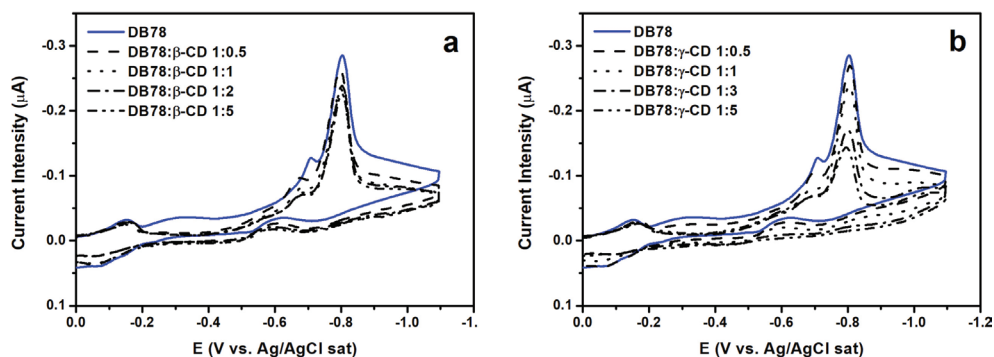 a
DB78
DB78:β-CD 1:0.5
DB78:β-CD 1:1
DB78:β-CD 1:2
DB78:β-CD 1:5
Current Intensity (μA)
-0.3
-0.2
-0.1
0.0
0.1
0.0 -0.2 -0.4 -0.6 -0.8 -1.0 -1.
E (V vs. Ag/AgCl sat)
b
DB78
DB78:γ-CD 1:0.5
DB78:γ-CD 1:1
DB78:γ-CD 1:3
DB78:γ-CD 1:5
Current Intensity (μA)
-0.3
-0.2
-0.1
0.0
0.1
0.0 -0.2 -0.4 -0.6 -0.8 -1.0 -1.2
E (V vs. Ag/AgCl sat)